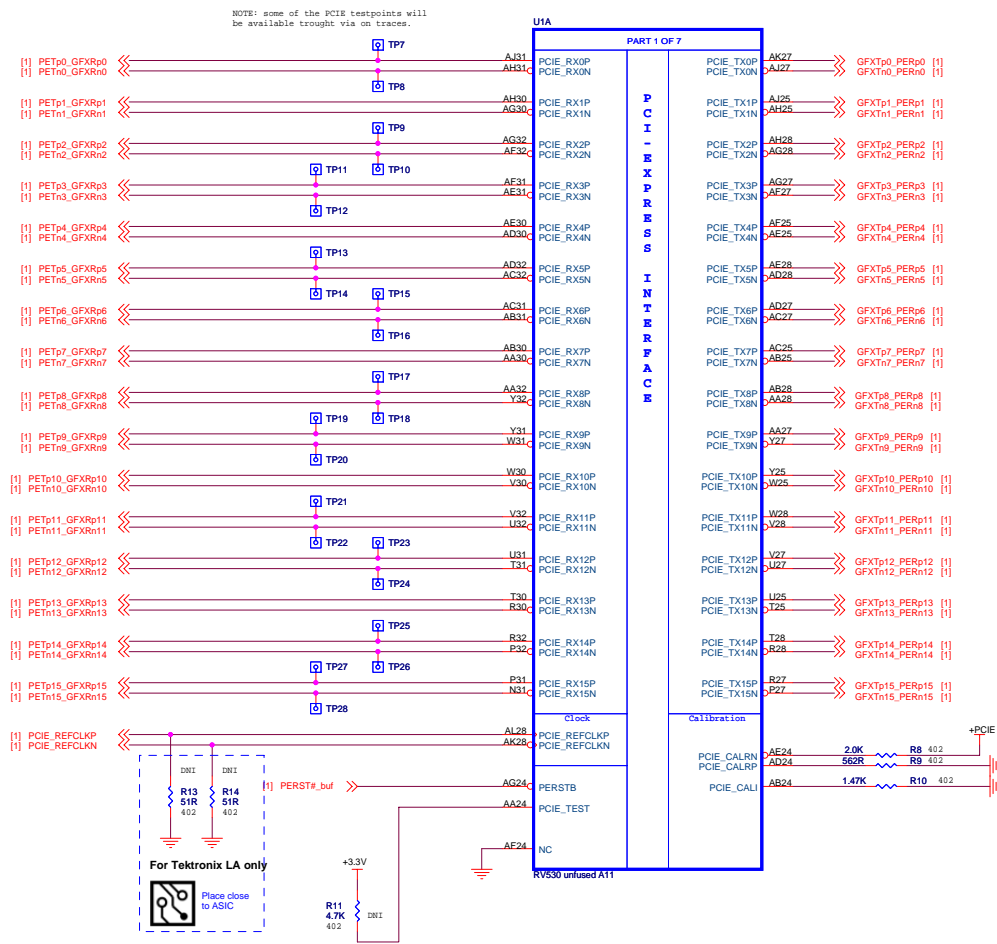 NOTE: some of the PCIE testpoints will
be available trought via on traces.
U1A
PART 1 OF 7
PCI-EXPRESS INTERFACE
TP7
[1] PETp0_GFXRp0 AJ31 PCIE_RX0P PCIE_TX0P AK27 GFXTp0_PERp0 [1]
[1] PETn0_GFXRn0 AH31 PCIE_RX0N PCIE_TX0N AJ27 GFXTn0_PERn0 [1]
TP8
[1] PETp1_GFXRp1 AH30 PCIE_RX1P PCIE_TX1P AJ25 GFXTp1_PERp1 [1]
[1] PETn1_GFXRn1 AG30 PCIE_RX1N PCIE_TX1N AH25 GFXTn1_PERn1 [1]
TP9
[1] PETp2_GFXRp2 AG32 PCIE_RX2P PCIE_TX2P AH28 GFXTp2_PERp2 [1]
[1] PETn2_GFXRn2 AF32 PCIE_RX2N PCIE_TX2N AG28 GFXTn2_PERn2 [1]
TP11 TP10
[1] PETp3_GFXRp3 AF31 PCIE_RX3P PCIE_TX3P AG27 GFXTp3_PERp3 [1]
[1] PETn3_GFXRn3 AE31 PCIE_RX3N PCIE_TX3N AF27 GFXTn3_PERn3 [1]
TP12
[1] PETp4_GFXRp4 AE30 PCIE_RX4P PCIE_TX4P AF25 GFXTp4_PERp4 [1]
[1] PETn4_GFXRn4 AD30 PCIE_RX4N PCIE_TX4N AE25 GFXTn4_PERn4 [1]
TP13
[1] PETp5_GFXRp5 AD32 PCIE_RX5P PCIE_TX5P AE28 GFXTp5_PERp5 [1]
[1] PETn5_GFXRn5 AC32 PCIE_RX5N PCIE_TX5N AD28 GFXTn5_PERn5 [1]
TP14 TP15
[1] PETp6_GFXRp6 AC31 PCIE_RX6P PCIE_TX6P AD27 GFXTp6_PERp6 [1]
[1] PETn6_GFXRn6 AB31 PCIE_RX6N PCIE_TX6N AC27 GFXTn6_PERn6 [1]
TP16
[1] PETp7_GFXRp7 AB30 PCIE_RX7P PCIE_TX7P AC25 GFXTp7_PERp7 [1]
[1] PETn7_GFXRn7 AA30 PCIE_RX7N PCIE_TX7N AB25 GFXTn7_PERn7 [1]
TP17
[1] PETp8_GFXRp8 AA32 PCIE_RX8P PCIE_TX8P AB28 GFXTp8_PERp8 [1]
[1] PETn8_GFXRn8 Y32 PCIE_RX8N PCIE_TX8N AA28 GFXTn8_PERn8 [1]
TP19 TP18
[1] PETp9_GFXRp9 Y31 PCIE_RX9P PCIE_TX9P AA27 GFXTp9_PERp9 [1]
[1] PETn9_GFXRn9 W31 PCIE_RX9N PCIE_TX9N Y27 GFXTn9_PERn9 [1]
TP20
[1] PETp10_GFXRp10 W30 PCIE_RX10P PCIE_TX10P Y25 GFXTp10_PERp10 [1]
[1] PETn10_GFXRn10 V30 PCIE_RX10N PCIE_TX10N W25 GFXTn10_PERn10 [1]
TP21
[1] PETp11_GFXRp11 V32 PCIE_RX11P PCIE_TX11P W28 GFXTp11_PERp11 [1]
[1] PETn11_GFXRn11 U32 PCIE_RX11N PCIE_TX11N V28 GFXTn11_PERn11 [1]
TP22 TP23
[1] PETp12_GFXRp12 U31 PCIE_RX12P PCIE_TX12P V27 GFXTp12_PERp12 [1]
[1] PETn12_GFXRn12 T31 PCIE_RX12N PCIE_TX12N U27 GFXTn12_PERn12 [1]
TP24
[1] PETp13_GFXRp13 T30 PCIE_RX13P PCIE_TX13P U25 GFXTp13_PERp13 [1]
[1] PETn13_GFXRn13 R30 PCIE_RX13N PCIE_TX13N T25 GFXTn13_PERn13 [1]
TP25
[1] PETp14_GFXRp14 R32 PCIE_RX14P PCIE_TX14P T28 GFXTp14_PERp14 [1]
[1] PETn14_GFXRn14 P32 PCIE_RX14N PCIE_TX14N R28 GFXTn14_PERn14 [1]
TP27 TP26
[1] PETp15_GFXRp15 P31 PCIE_RX15P PCIE_TX15P R27 GFXTp15_PERp15 [1]
[1] PETn15_GFXRn15 N31 PCIE_RX15N PCIE_TX15N P27 GFXTn15_PERn15 [1]
TP28
Clock Calibration
+PCIE
[1] PCIE_REFCLKP AL28 PCIE_REFCLKP
[1] PCIE_REFCLKN AK28 PCIE_REFCLKN
PCIE_CALRN AE24 2.0K R8 402
PCIE_CALRP AD24 562R R9 402
DNI DNI
[1] PERST#_buf AG24 PERSTB PCIE_CALI AB24 1.47K R10 402
R13 R14
51R 51R
402 402
AA24 PCIE_TEST
AF24 NC
For Tektronix LA only
+3.3V
RV530 unfused A11
Place close
to ASIC
R11
4.7K DNI
402